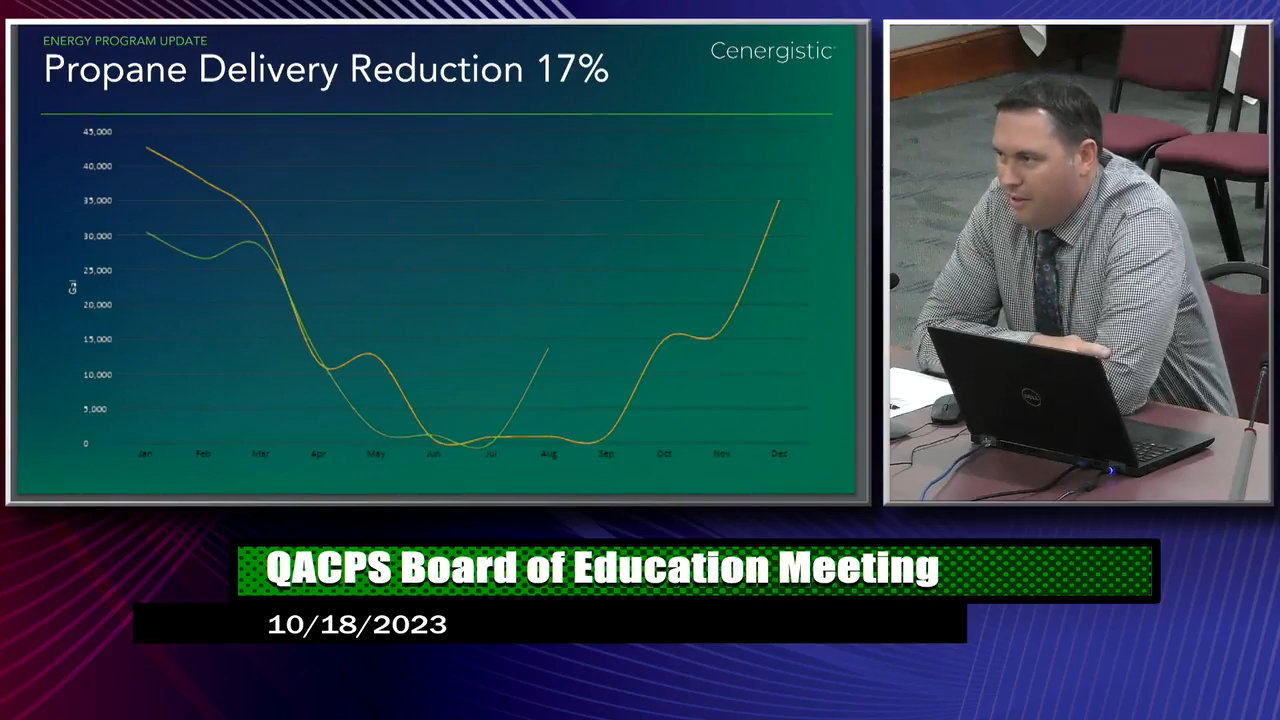 ENERGY PROGRAM UPDATE
Propane Delivery Reduction 17%
Cenergistic
45,000
40,000
35,000
30,000
25,000
20,000
15,000
10,000
5,000
0
Gal
Jan Feb Mar Apr May Jun Jul Aug Sep Oct Nov Dec
DELL
QACPS Board of Education Meeting
10/18/2023